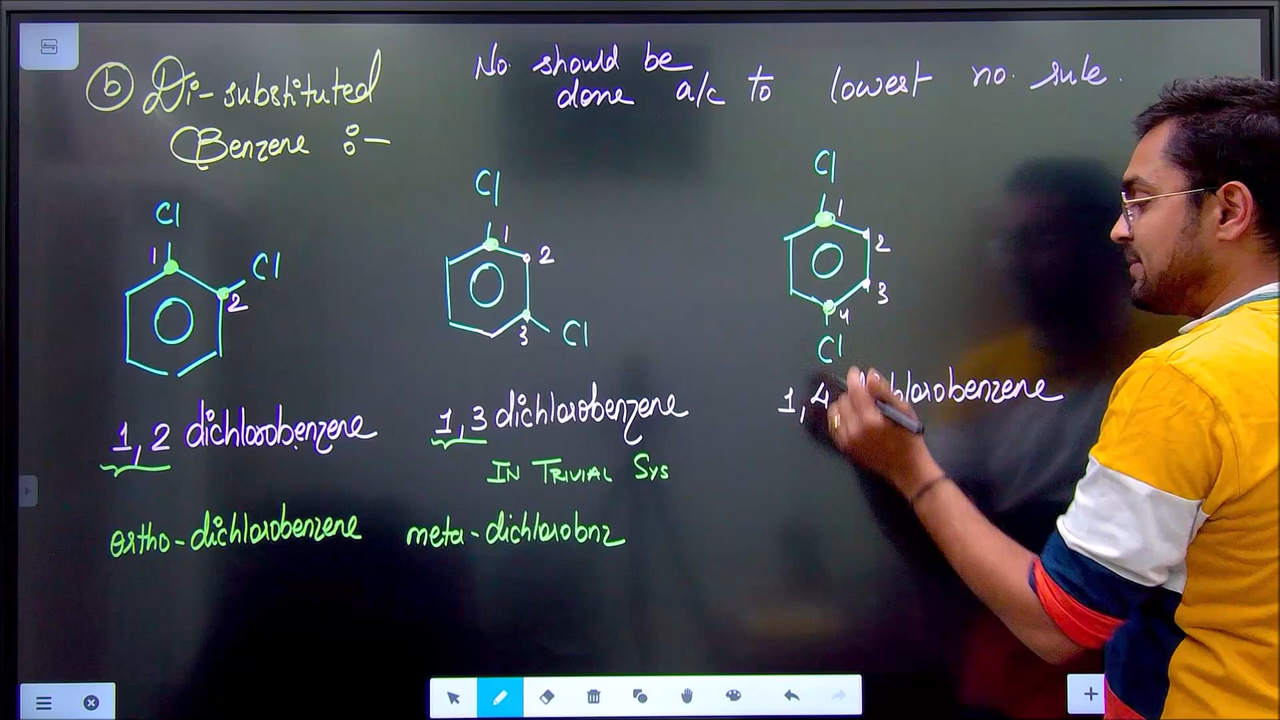 (b) Di-substituted
Benzene :-
No. should be
done a/c to lowest no. rule.
Cl
1
Cl
2
Cl
1
2
3
Cl
Cl
1
2
3
4
Cl
1,2 dichlorobenzene
1,3 dichlorobenzene
1,4 dichlorobenzene
IN TRIVIAL SYS
ortho-dichlorobenzene
meta-dichlorobnz